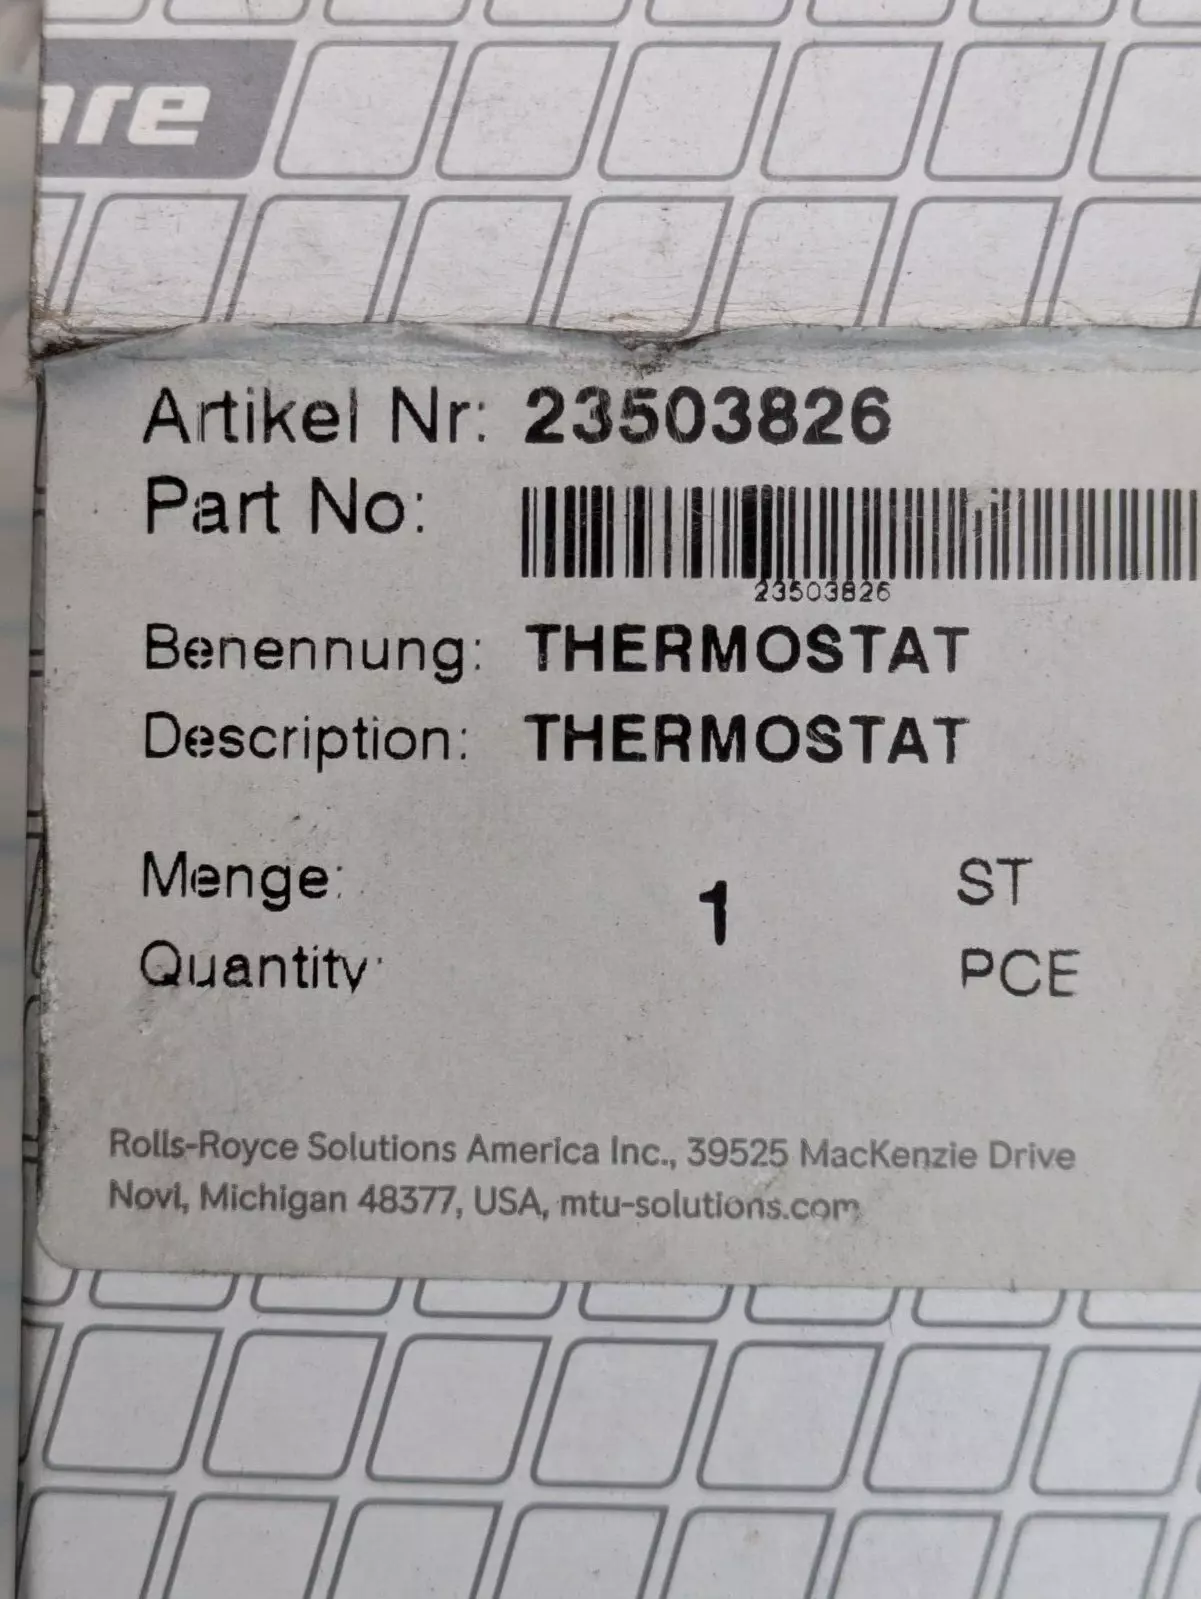 are
Artikel Nr: 23503826
Part No:
23503826
Benennung: THERMOSTAT
Description: THERMOSTAT
Menge: 1 ST
Quantity: PCE
Rolls-Royce Solutions America Inc., 39525 MacKenzie Drive
Novi, Michigan 48377, USA, mtu-solutions.com